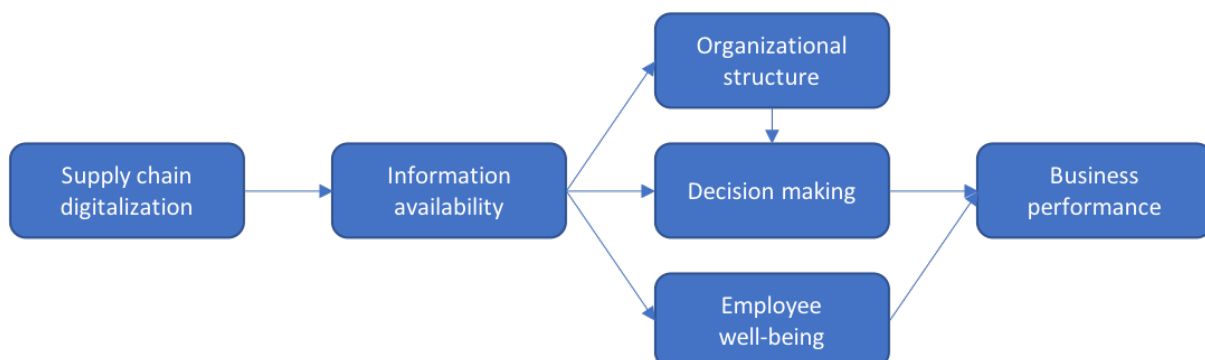 Organizational
structure
Supply chain
digitalization
Information
availability
Decision making
Business
performance
Employee
well-being